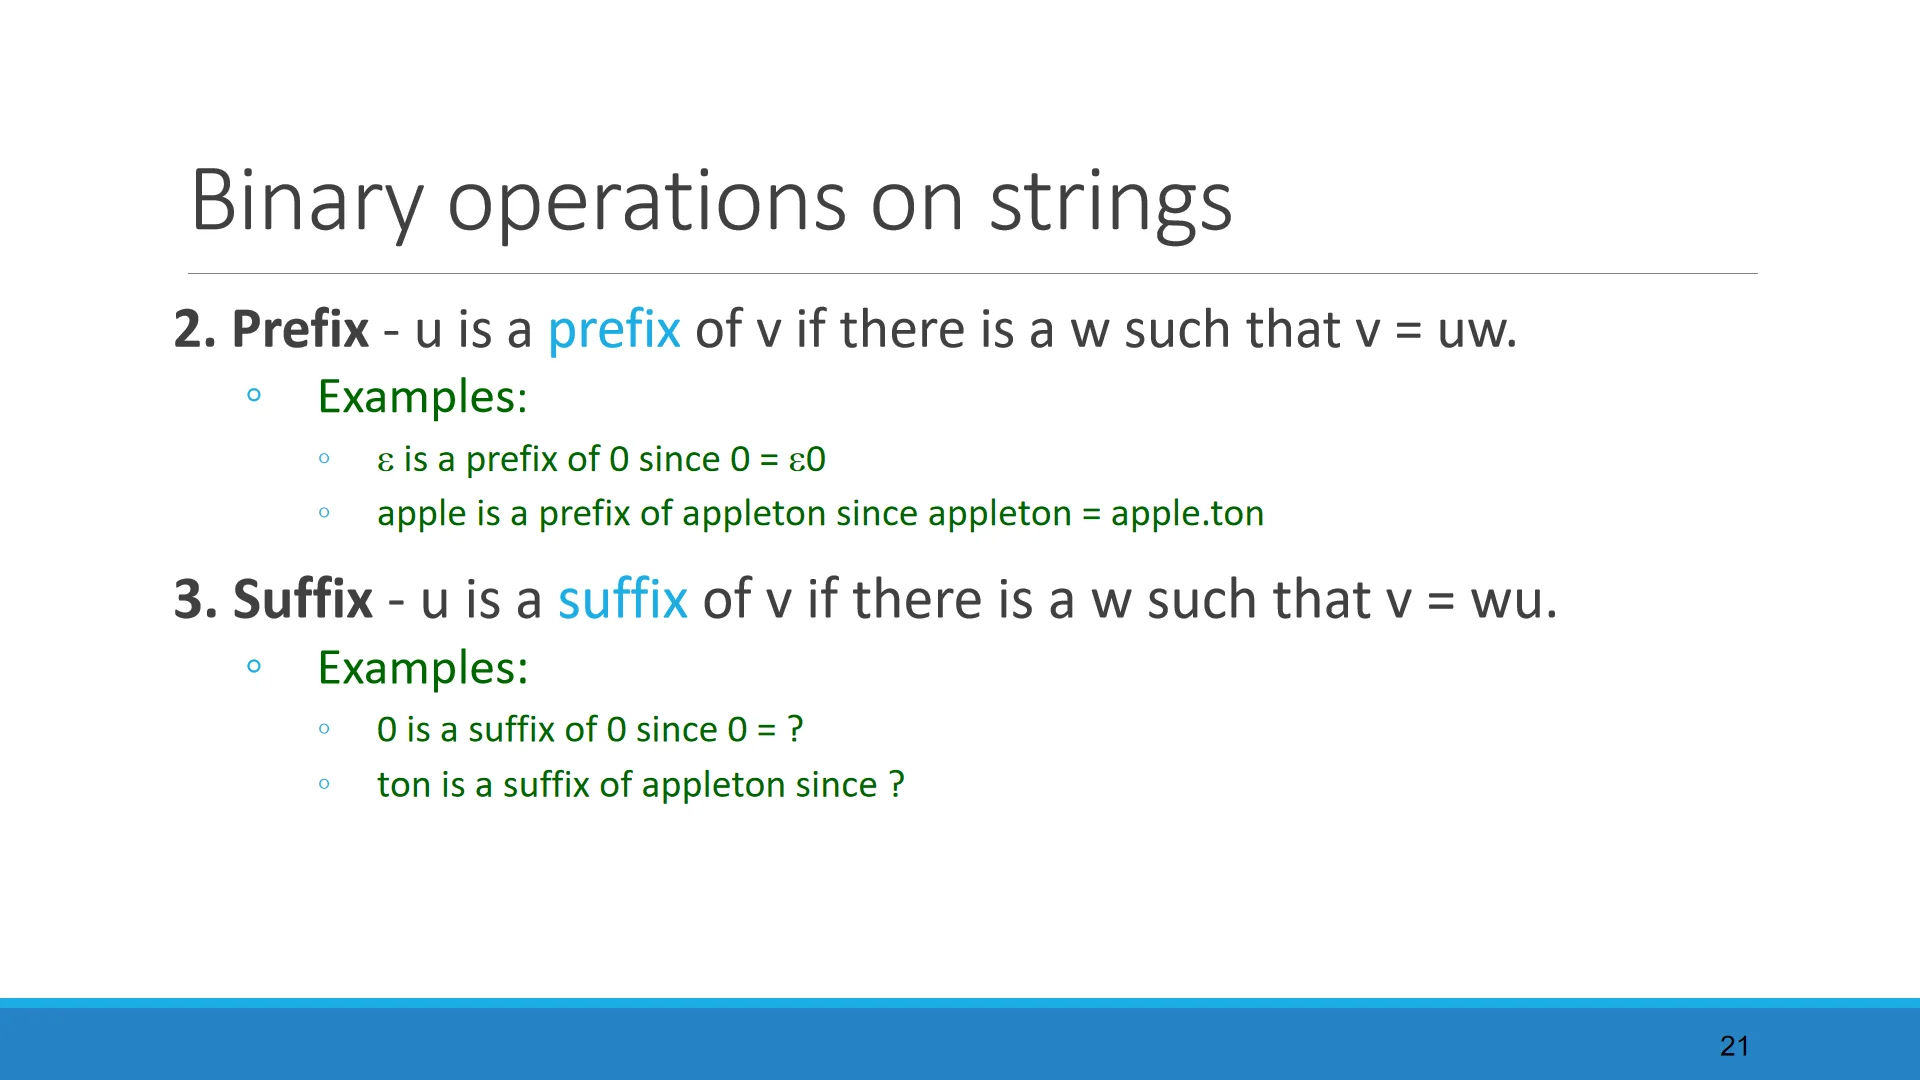 Binary operations on strings
2. Prefix - u is a prefix of v if there is a w such that v = uw.
◦ Examples:
◦ ε is a prefix of 0 since 0 = ε0
◦ apple is a prefix of appleton since appleton = apple.ton
3. Suffix - u is a suffix of v if there is a w such that v = wu.
◦ Examples:
◦ 0 is a suffix of 0 since 0 = ?
◦ ton is a suffix of appleton since ?
21